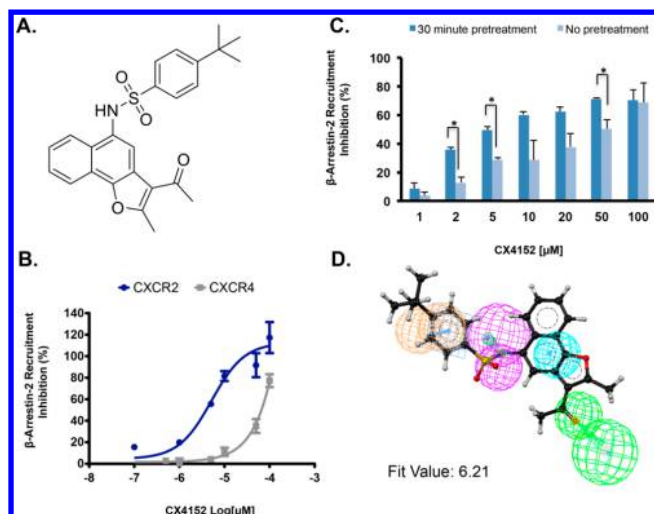 A.
O
O
S
HN
O
O
B.
CXCR2
CXCR4
β-Arrestin-2 Recruitment
Inhibition (%)
140
120
100
80
60
40
20
0
-8
-7
-6
-5
-4
-3
CX4152 Log[µM]
C.
30 minute pretreatment
No pretreatment
β-Arrestin-2 Recruitment
Inhibition (%)
100
80
60
40
20
0
*
*
*
1
2
5
10
20
50
100
CX4152 [µM]
D.
Fit Value: 6.21